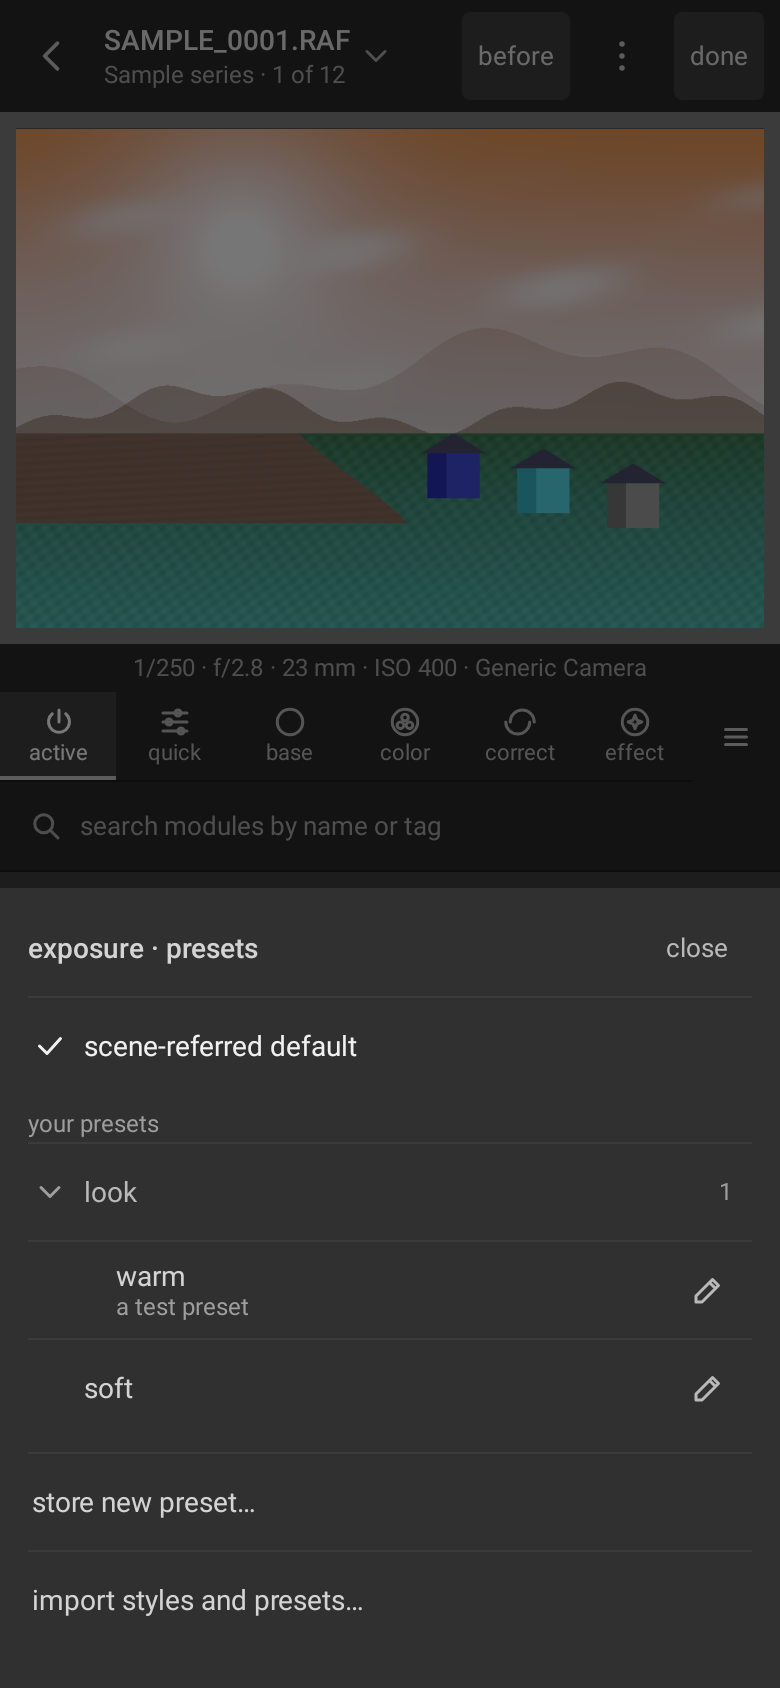 SAMPLE_0001.RAF
Sample series · 1 of 12
before
done
1/250 · f/2.8 · 23 mm · ISO 400 · Generic Camera
active
quick
base
color
correct
effect
search modules by name or tag
exposure · presets
close
scene-referred default
your presets
look
1
warm
a test preset
soft
store new preset…
import styles and presets…